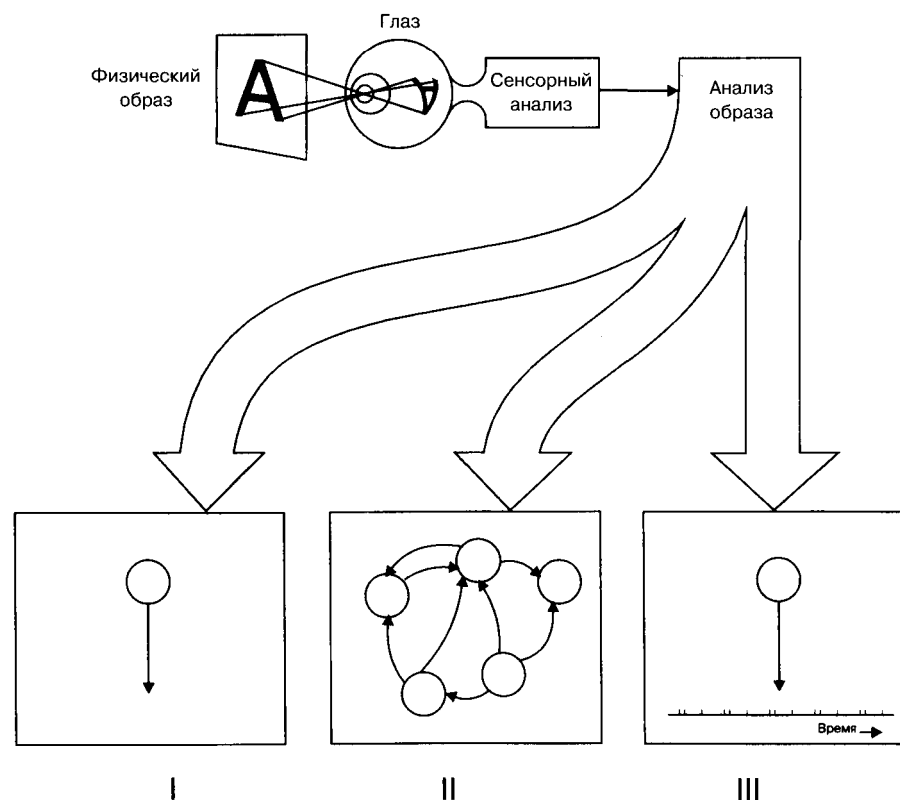 Глаз
Физический
образ
А
Сенсорный
анализ
Анализ
образа
Время
I
II
III